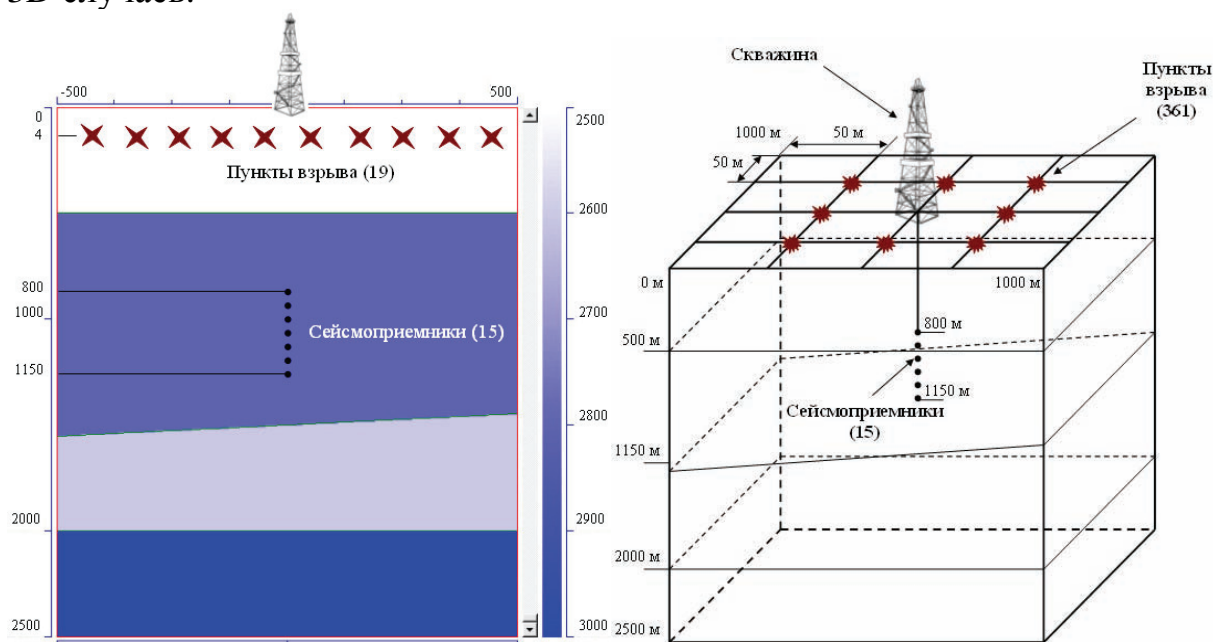 3D-случаев.
-500
500
0
4
Пункты взрыва (19)
800
1000
Сейсмоприемники (15)
1150
2000
2500
2500
2600
2700
2800
2900
3000
Скважина
Пункты
взрыва
(361)
1000 м
50 м
50 м
0 м
1000 м
800 м
500 м
1150 м
Сейсмоприемники
(15)
1150 м
2000 м
2500 м